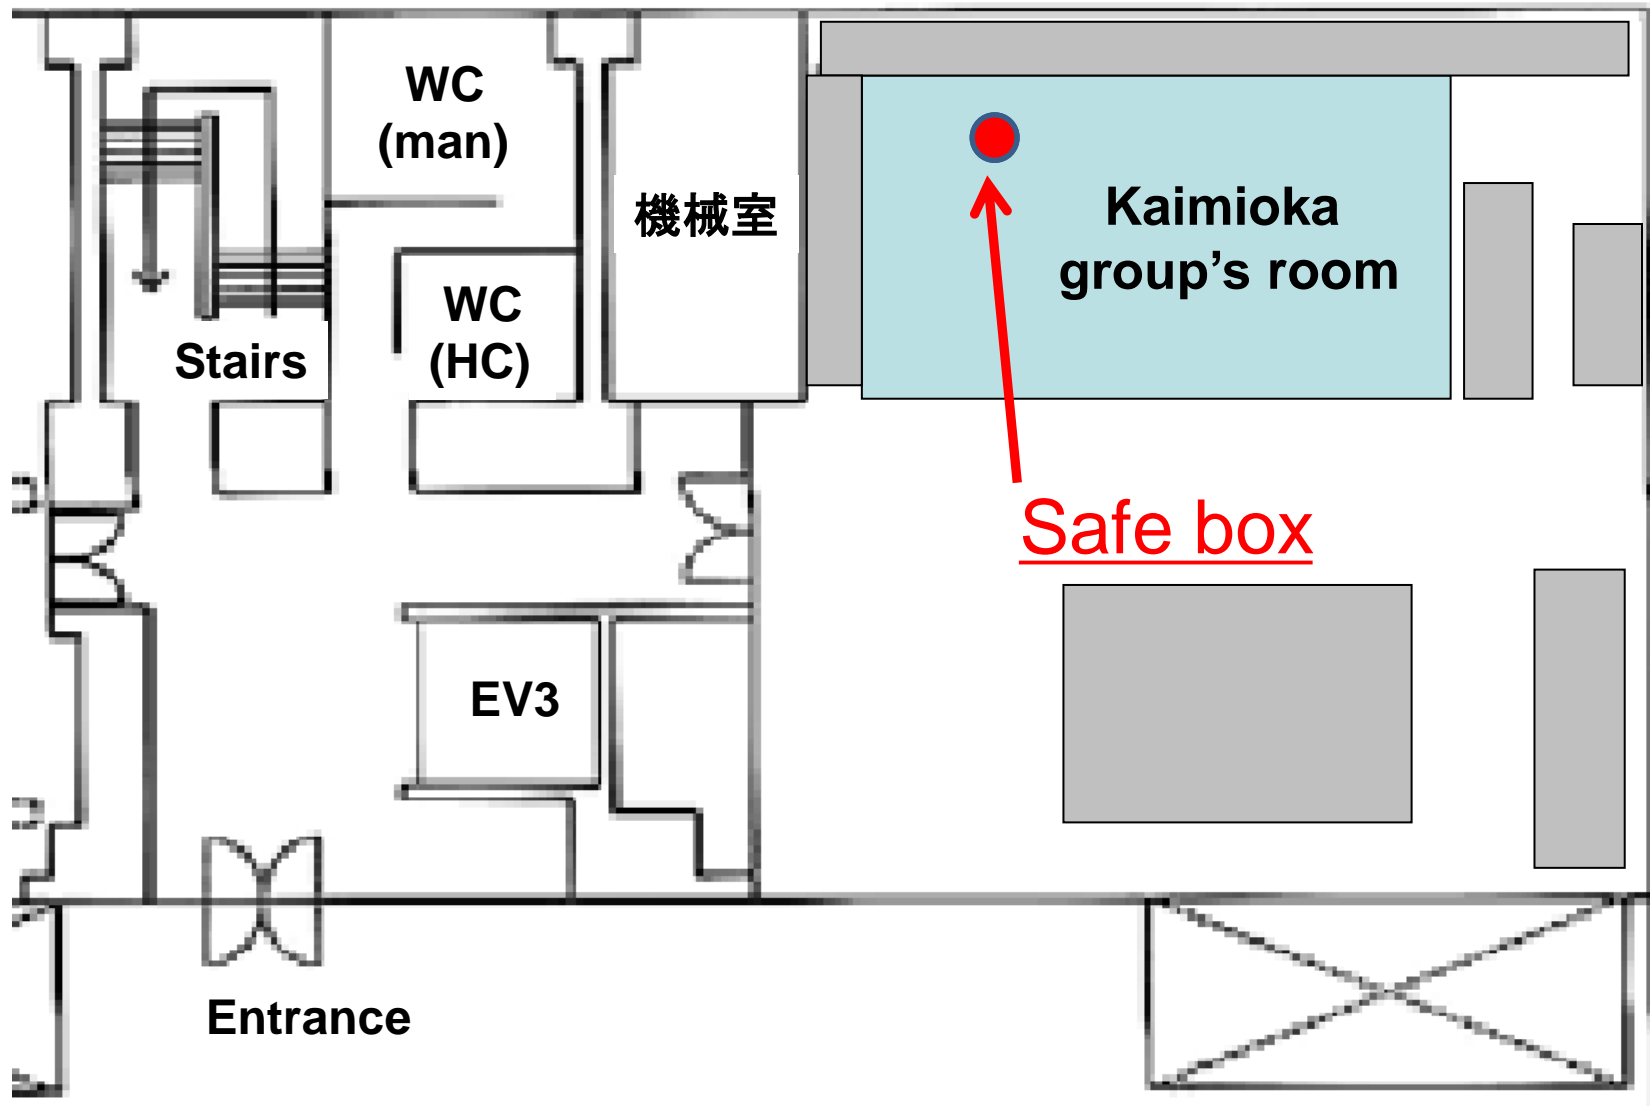 WC
(man)
機械室
Kaimioka
group’s room
WC
(HC)
Stairs
Safe box
EV3
Entrance